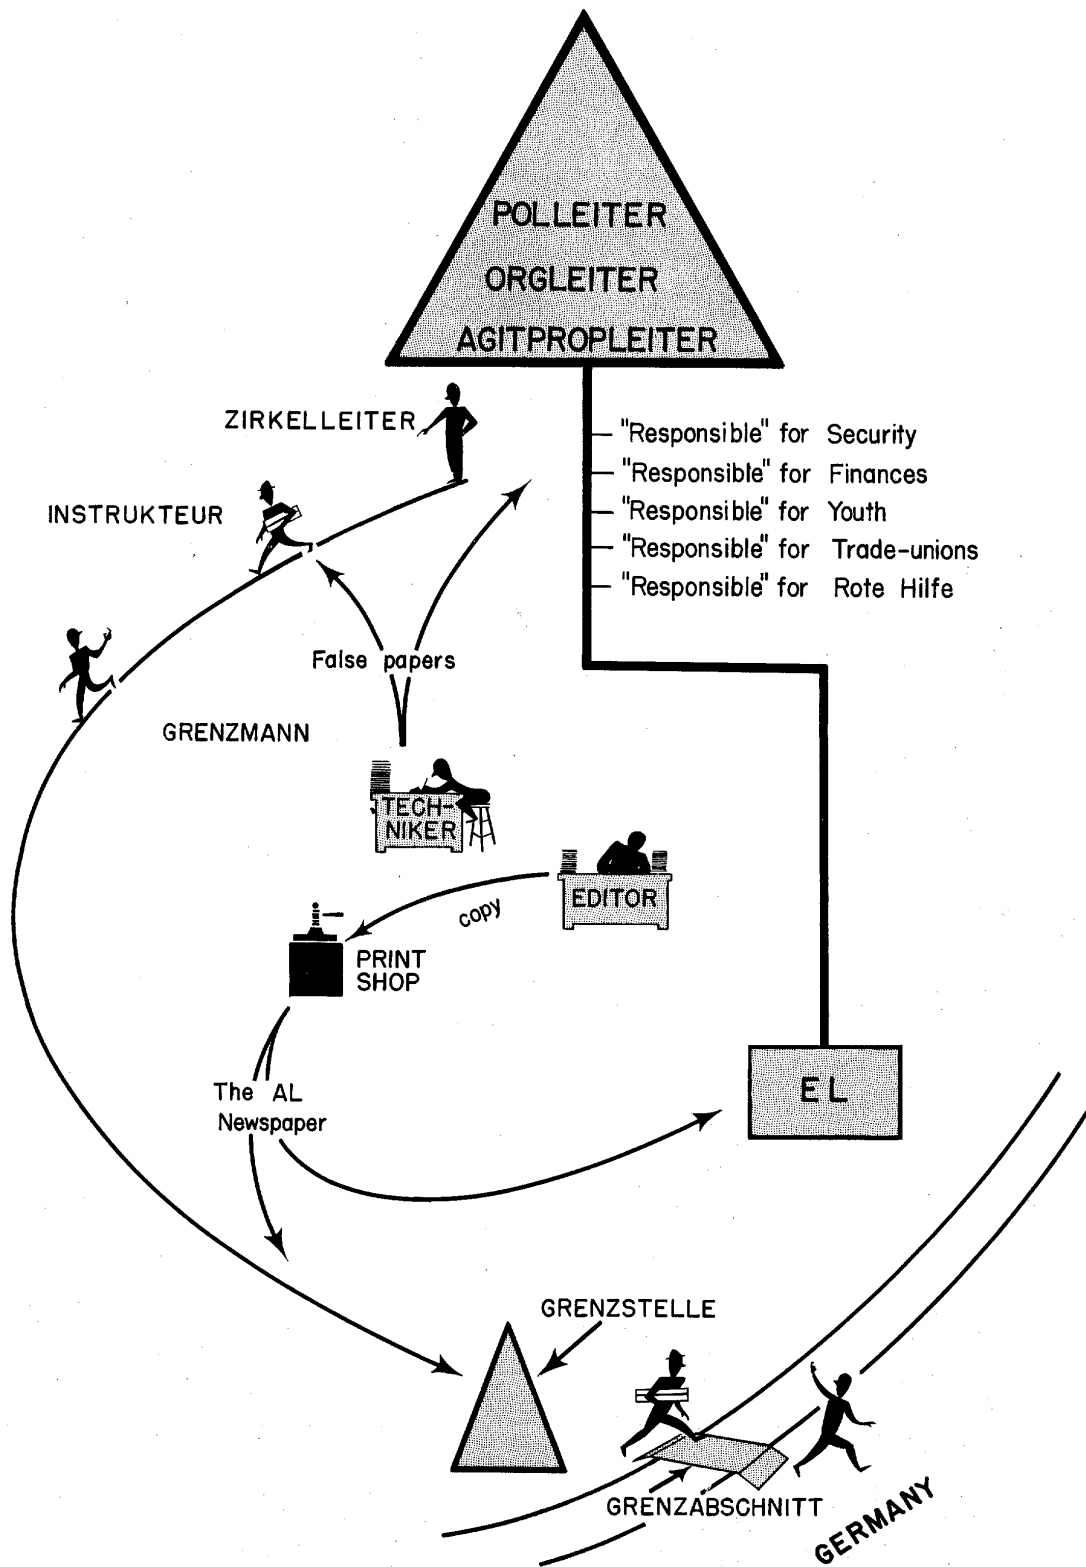 POLLEITER
ORGLEITER
AGITPROPLEITER
ZIRKELLEITER
"Responsible" for Security
"Responsible" for Finances
INSTRUKTEUR
"Responsible" for Youth
"Responsible" for Trade-unions
"Responsible" for Rote Hilfe
False papers
GRENZMANN
TECH-
NIKER
EDITOR
copy
PRINT
SHOP
The AL
Newspaper
EL
GRENZSTELLE
GRENZABSCHNITT
GERMANY